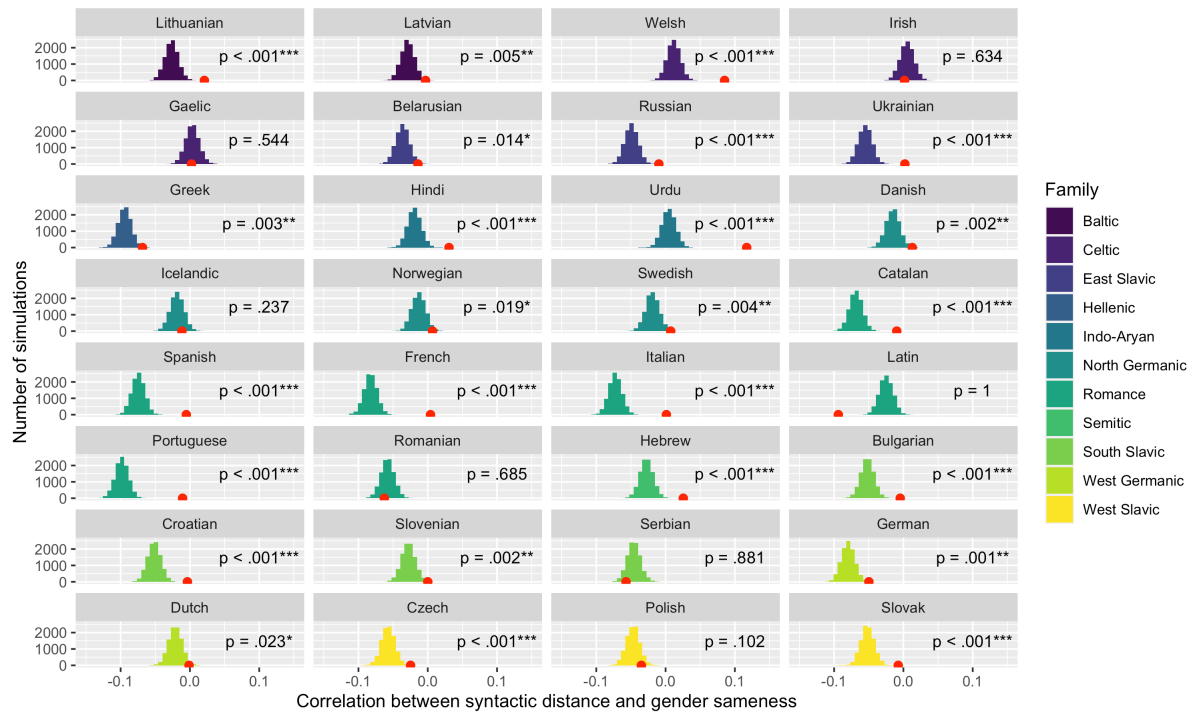 Lithuanian Latvian Welsh Irish
2000 p < .001*** p = .005** p < .001*** p = .634
1000
0
Gaelic Belarusian Russian Ukrainian
2000 p = .544 p = .014* p < .001*** p < .001***
1000
0
Greek Hindi Urdu Danish
2000 p = .003** p < .001*** p < .001*** p = .002**
1000
0
Icelandic Norwegian Swedish Catalan
2000 p = .237 p = .019* p = .004** p < .001***
1000
0
Spanish French Italian Latin
2000 p < .001*** p < .001*** p < .001*** p = 1
1000
0
Portuguese Romanian Hebrew Bulgarian
2000 p < .001*** p = .685 p < .001*** p < .001***
1000
0
Croatian Slovenian Serbian German
2000 p < .001*** p = .002** p = .881 p = .001**
1000
0
Dutch Czech Polish Slovak
2000 p = .023* p < .001*** p = .102 p < .001***
1000
0
-0.1 0.0 0.1 -0.1 0.0 0.1 -0.1 0.0 0.1 -0.1 0.0 0.1
Correlation between syntactic distance and gender sameness
Number of simulations
Family
Baltic
Celtic
East Slavic
Hellenic
Indo-Aryan
North Germanic
Romance
Semitic
South Slavic
West Germanic
West Slavic